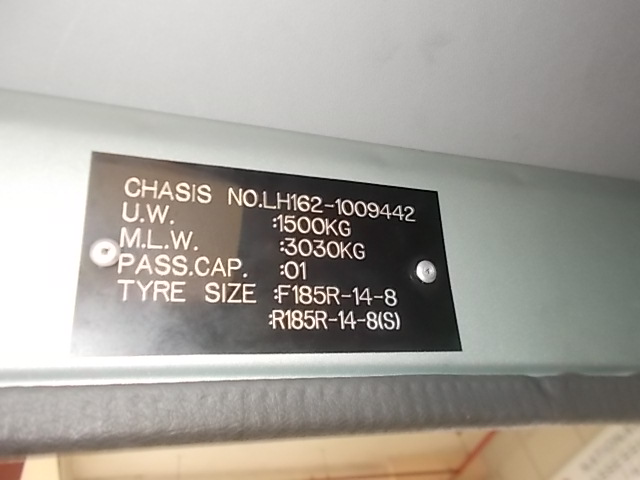 CHASIS NO.LH162-1009442
U.W. :1500KG
M.L.W. :3030KG
PASS.CAP. :01
TYRE SIZE :F185R-14-8
:R185R-14-8(S)